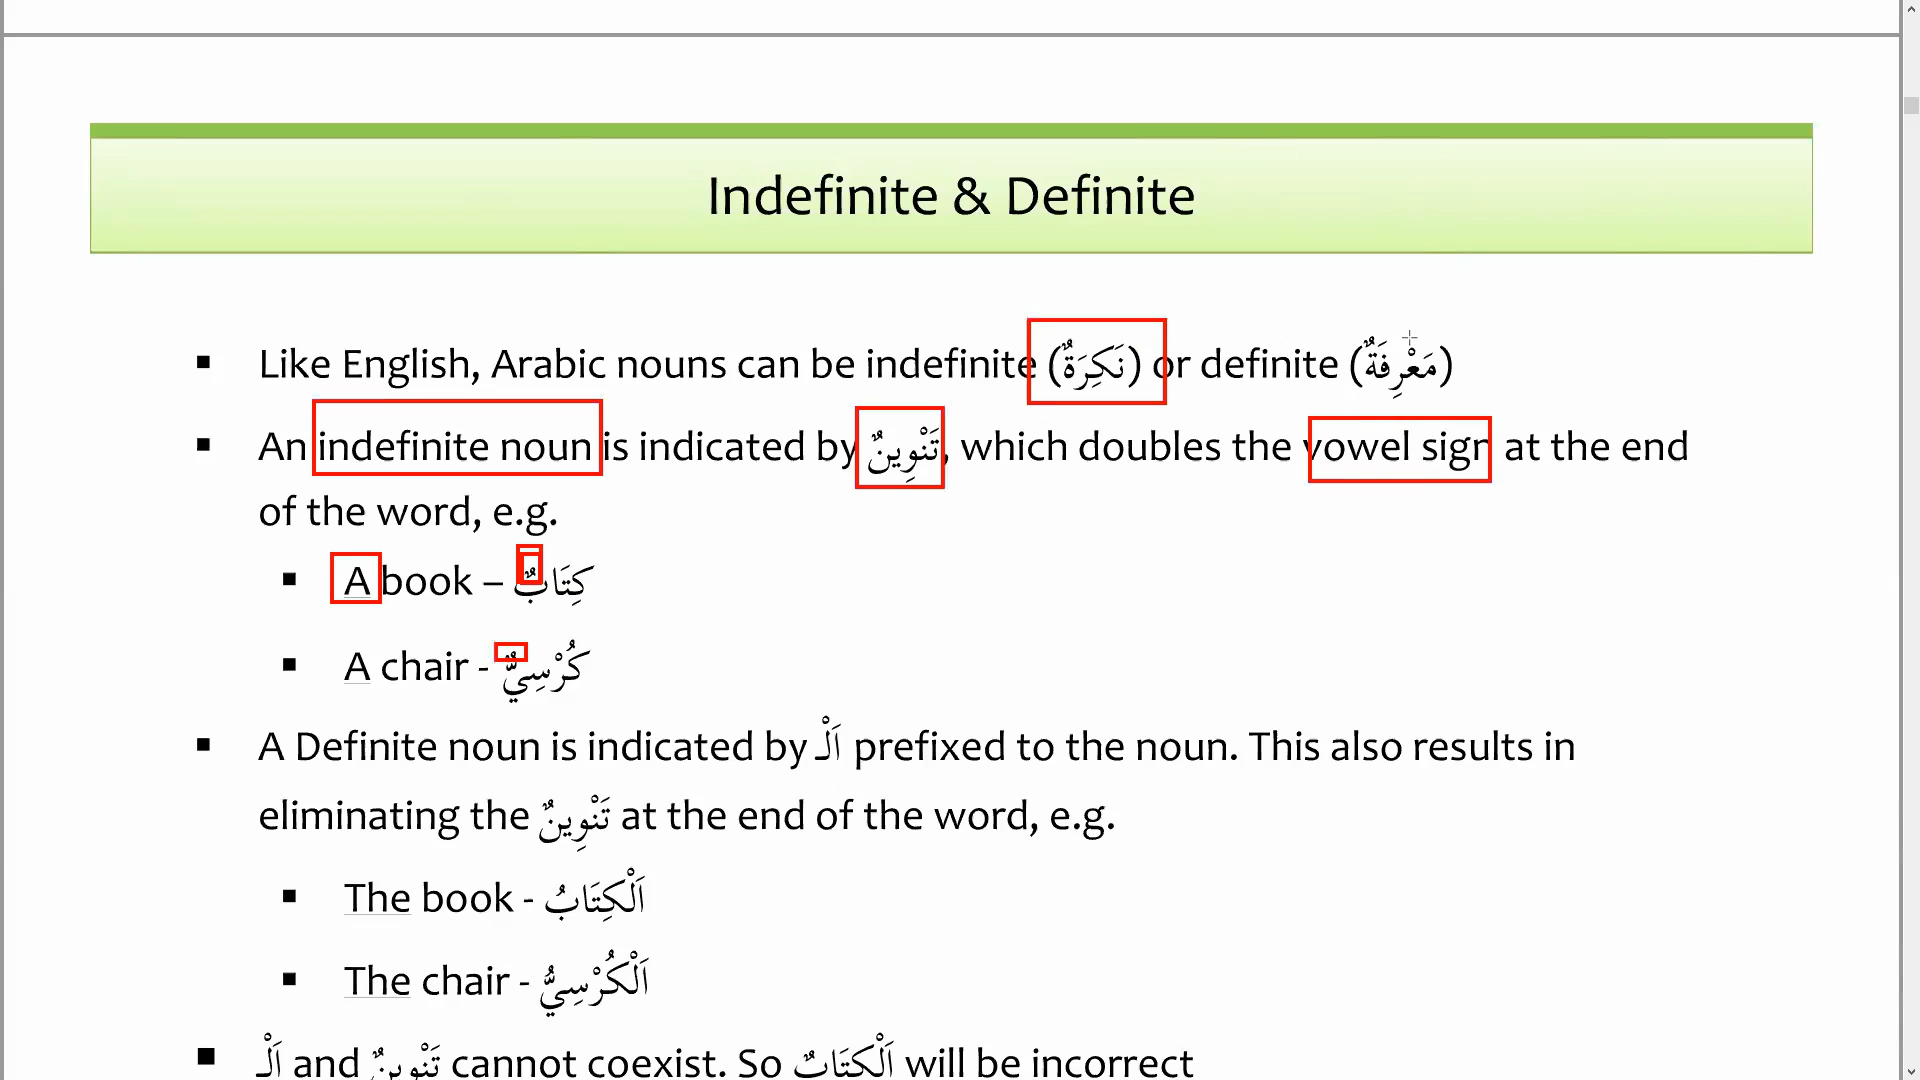 Indefinite & Definite
▪ Like English, Arabic nouns can be indefinite (نَكِرَةٌ) or definite (مَعْرِفَةٌ)
▪ An indefinite noun is indicated by تَنْوِينٌ, which doubles the vowel sign at the end
of the word, e.g.
▪ A book – كِتَابٌ
▪ A chair - كُرْسِيٌّ
▪ A Definite noun is indicated by اَلْـ prefixed to the noun. This also results in
eliminating the تَنْوِينٌ at the end of the word, e.g.
▪ The book - اَلْكِتَابُ
▪ The chair - اَلْكُرْسِيُّ
▪ اَلْـ and تَنْوِينٌ cannot coexist. So اَلْكِتَابٌ will be incorrect